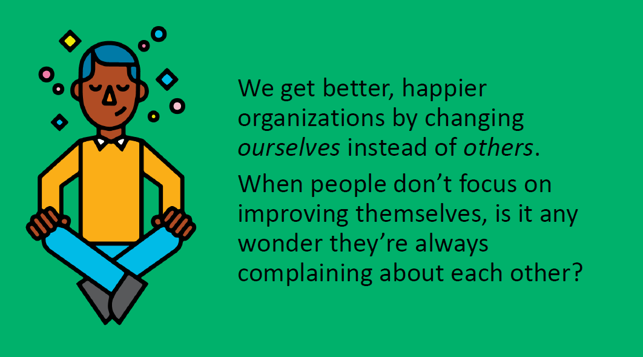 We get better, happier
organizations by changing
ourselves instead of others.
When people don’t focus on
improving themselves, is it any
wonder they’re always
complaining about each other?